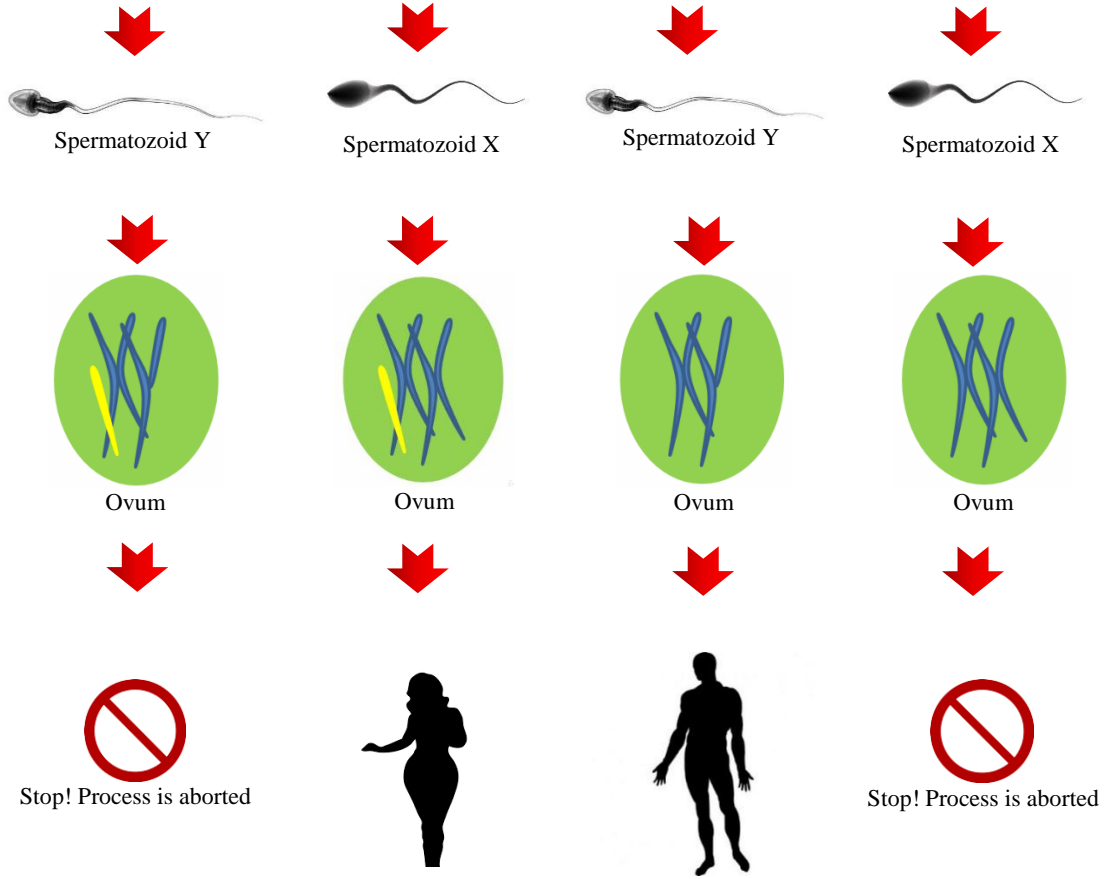 Spermatozoid Y
Spermatozoid X
Spermatozoid Y
Spermatozoid X
Ovum
Ovum
Ovum
Ovum
Stop! Process is aborted
Stop! Process is aborted